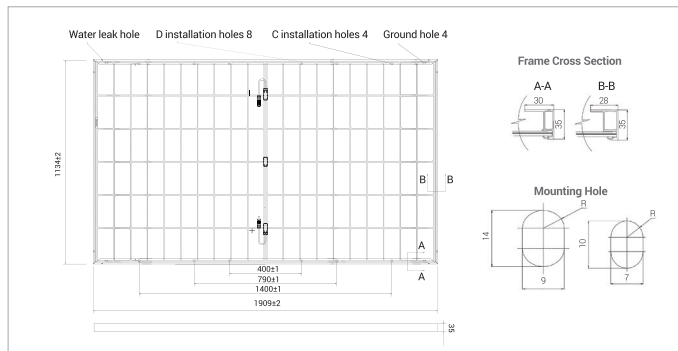 Water leak hole
D installation holes 8
C installation holes 4
Ground hole 4
1134±2
B B
A
A
400±1
790±1
1400±1
1909±2
35
Frame Cross Section
A-A
B-B
30
35
28
35
Mounting Hole
R
14
9
R
10
7